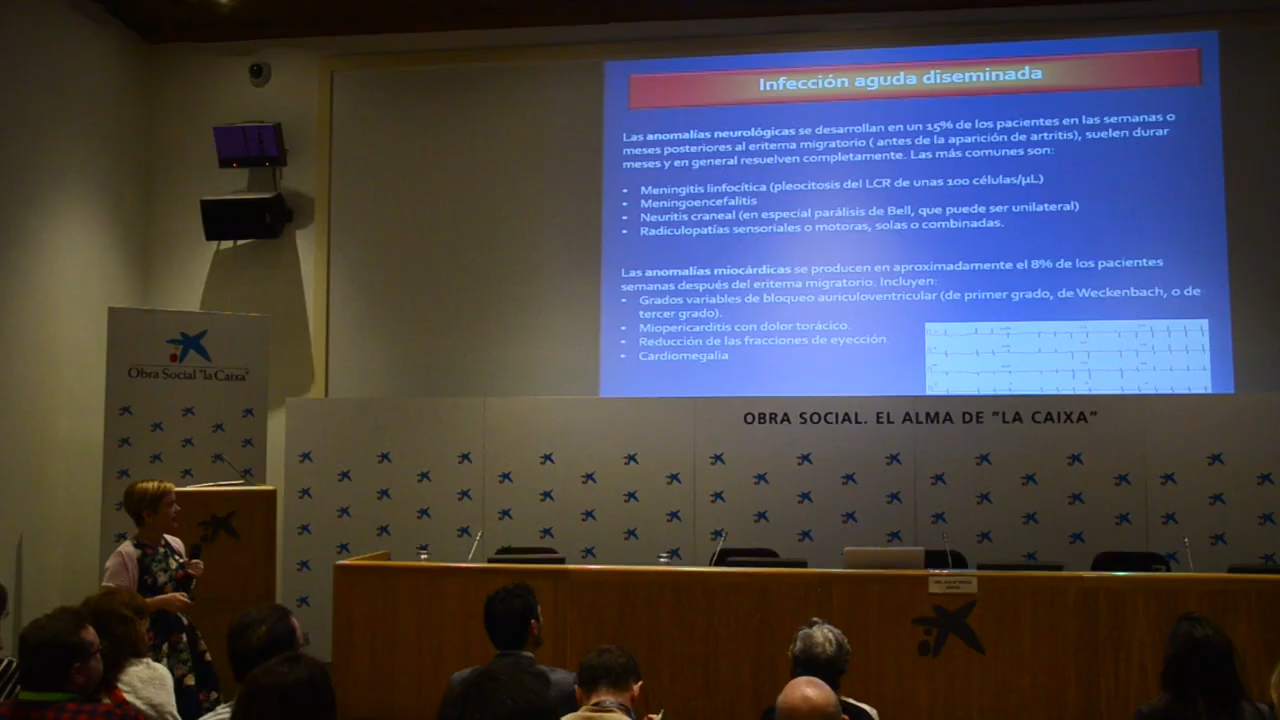 Infección aguda diseminada
Las anomalías neurológicas se desarrollan en un 15% de los pacientes en las semanas o
meses posteriores al eritema migratorio ( antes de la aparición de artritis), suelen durar
meses y en general resuelven completamente. Las más comunes son:
• Meningitis linfocítica (pleocitosis del LCR de unas 100 células/µL)
• Meningoencefalitis
• Neuritis craneal (en especial parálisis de Bell, que puede ser unilateral)
• Radiculopatías sensoriales o motoras, solas o combinadas.
Las anomalías miocárdicas se producen en aproximadamente el 8% de los pacientes
semanas después del eritema migratorio. Incluyen:
• Grados variables de bloqueo auriculoventricular (de primer grado, de Weckenbach, o de
tercer grado).
• Miopericarditis con dolor torácico.
• Reducción de las fracciones de eyección
• Cardiomegalia
Obra Social "la Caixa"
OBRA SOCIAL. EL ALMA DE "LA CAIXA"